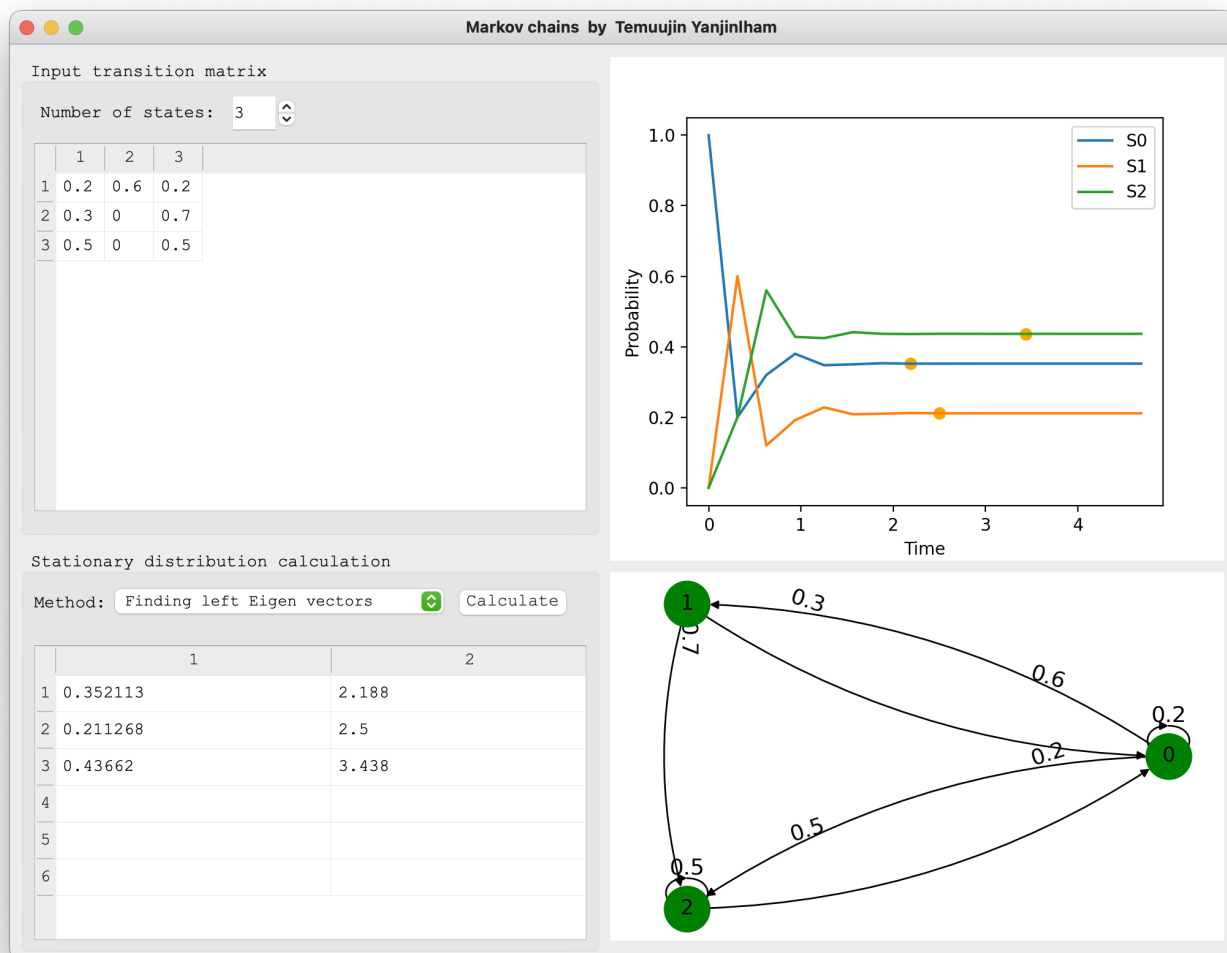 Markov chains by Temuujin Yanjinlham
Input transition matrix
Number of states: 3
1 2 3
1 0.2 0.6 0.2
2 0.3 0 0.7
3 0.5 0 0.5
Stationary distribution calculation
Method: Finding left Eigen vectors Calculate
1 2
1 0.352113 2.188
2 0.211268 2.5
3 0.43662 3.438
4
5
6
S0
S1
S2
1.0
0.8
0.6
0.4
0.2
0.0
Probability
0 1 2 3 4
Time
1
0.3
0.7
0.6
0.2
0
0.2
0.5
0.5
2